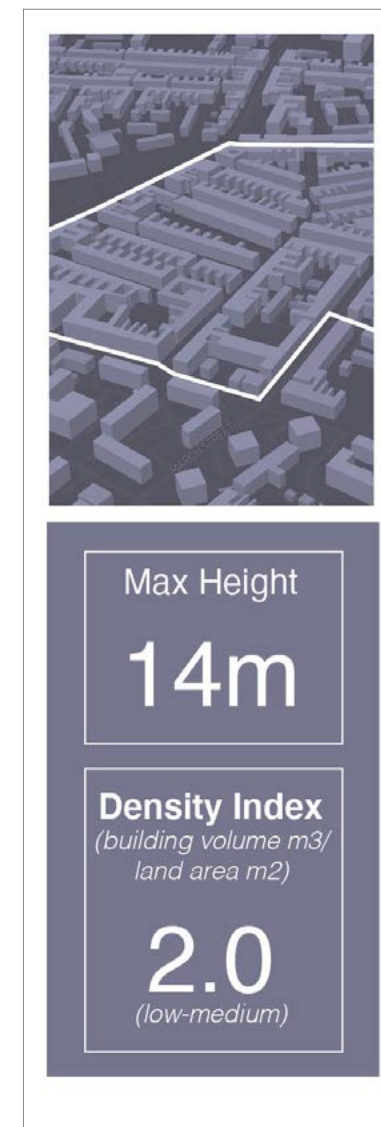 Max Height
14m
Density Index
(building volume m3/
land area m2)
2.0
(low-medium)